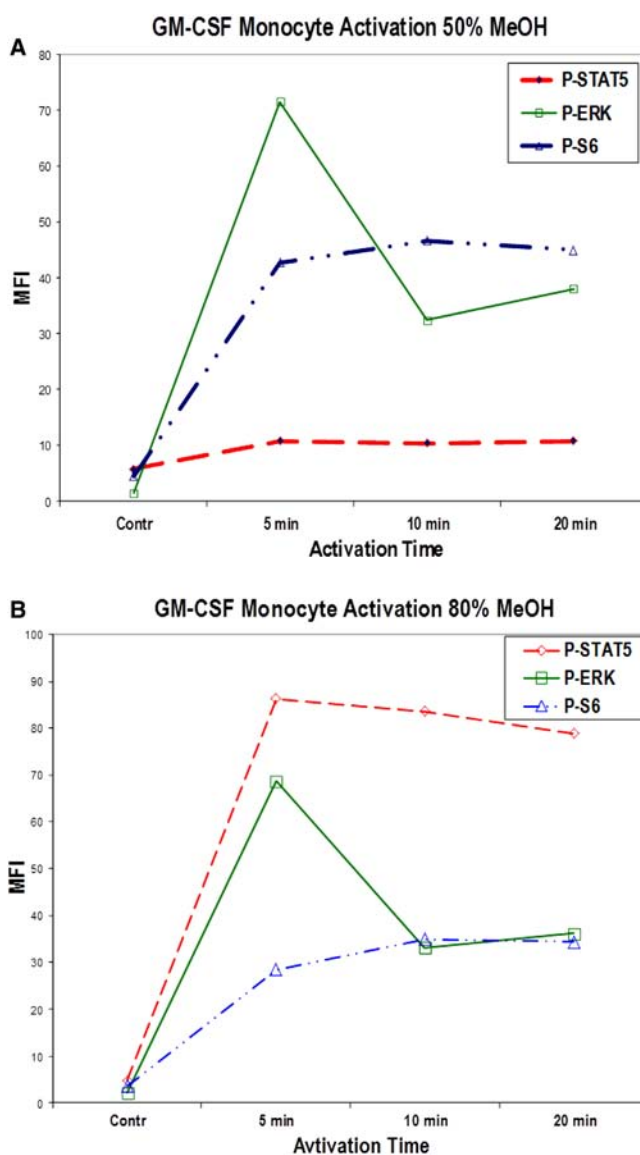 A
GM-CSF Monocyte Activation 50% MeOH
80
70
60
50
40
30
20
10
0
MFI
P-STAT5
P-ERK
P-S6
Contr 5 min 10 min 20 min
Activation Time
B
GM-CSF Monocyte Activation 80% MeOH
100
90
80
70
60
50
40
30
20
10
0
MFI
P-STAT5
P-ERK
P-S6
Contr 5 min 10 min 20 min
Avtivation Time